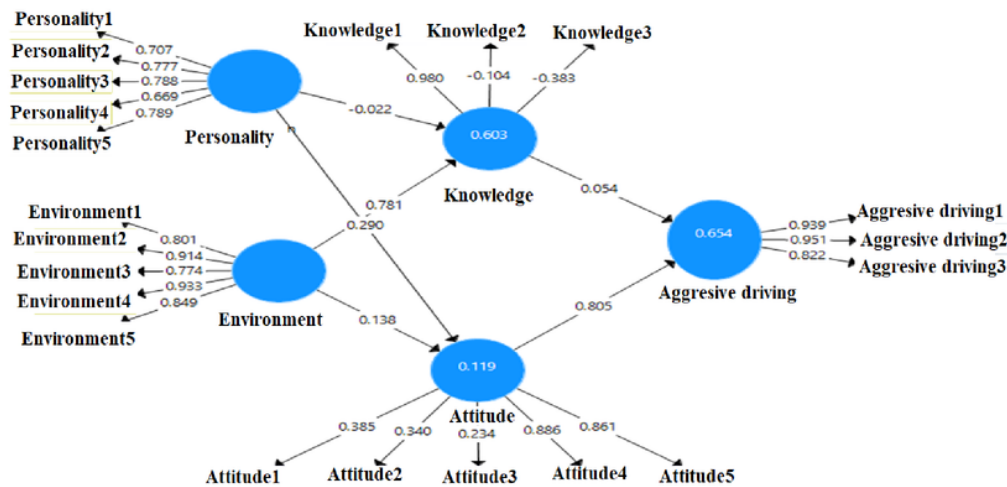 Personality1
Personality2
Personality3
Personality4
Personality5
0.707
0.777
0.788
0.669
0.789
Personality
Knowledge1
Knowledge2
Knowledge3
0.980
-0.104
-0.383
-0.022
0.603
Knowledge
Environment1
Environment2
Environment3
Environment4
Environment5
0.801
0.914
0.774
0.933
0.849
Environment
0.781
0.290
0.138
0.054
0.805
0.654
Aggresive driving
0.939
0.951
0.822
Aggresive driving1
Aggresive driving2
Aggresive driving3
0.119
Attitude
0.385
0.340
0.234
0.886
0.861
Attitude1
Attitude2
Attitude3
Attitude4
Attitude5